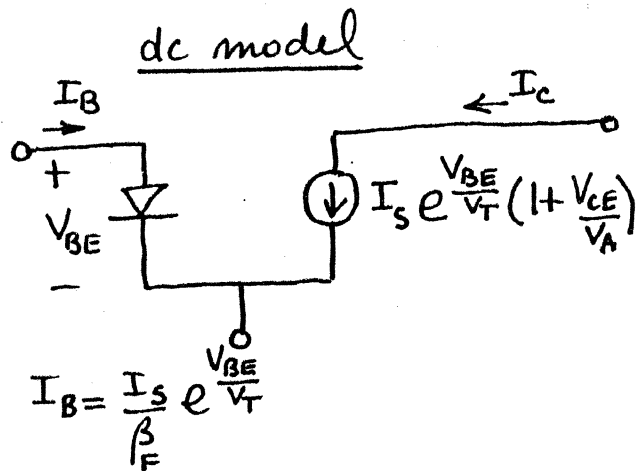 dc model
I_B
I_C
+
V_BE
−
I_S e^{V_BE/V_T} (1 + V_CE/V_A)
I_B = I_S/β_F e^{V_BE/V_T}